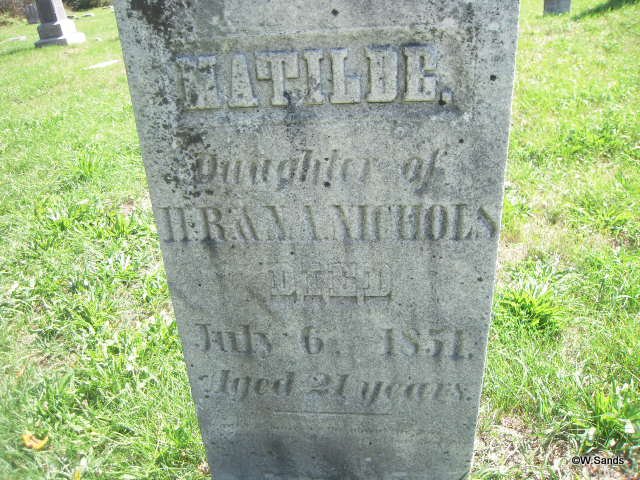 MATILDE.
Daughter of
H.R. & N.A. NICHOLS
DIED
July 6, 1851.
Aged 21 years.
©W.Sands